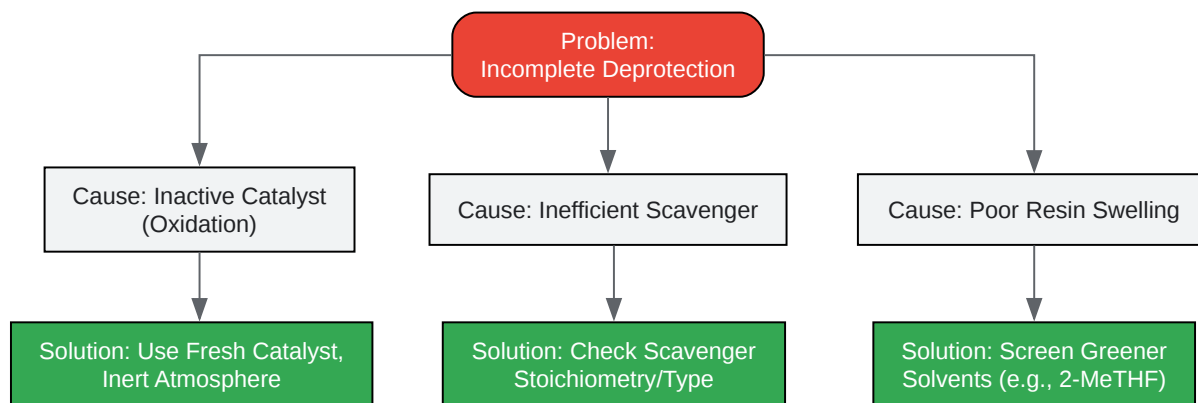 Problem:
Incomplete Deprotection
Cause: Inactive Catalyst
(Oxidation)
Cause: Inefficient Scavenger
Cause: Poor Resin Swelling
Solution: Use Fresh Catalyst,
Inert Atmosphere
Solution: Check Scavenger
Stoichiometry/Type
Solution: Screen Greener
Solvents (e.g., 2-MeTHF)